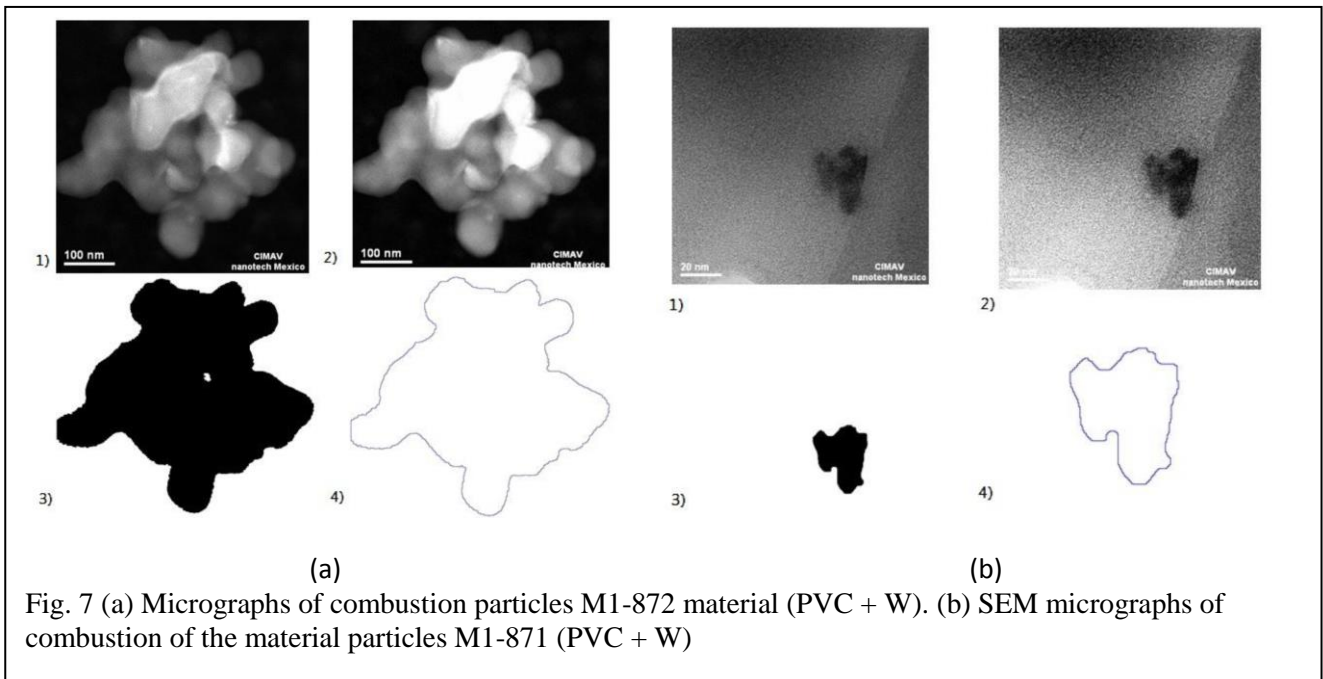 1)
100 nm
CIMAV
nanotech Mexico
2)
100 nm
CIMAV
nanotech Mexico
3)
4)
(a)
1)
20 nm
CIMAV
nanotech Mexico
2)
CIMAV
nanotech Mexico
3)
4)
(b)
Fig. 7 (a) Micrographs of combustion particles M1-872 material (PVC + W). (b) SEM micrographs of
combustion of the material particles M1-871 (PVC + W)